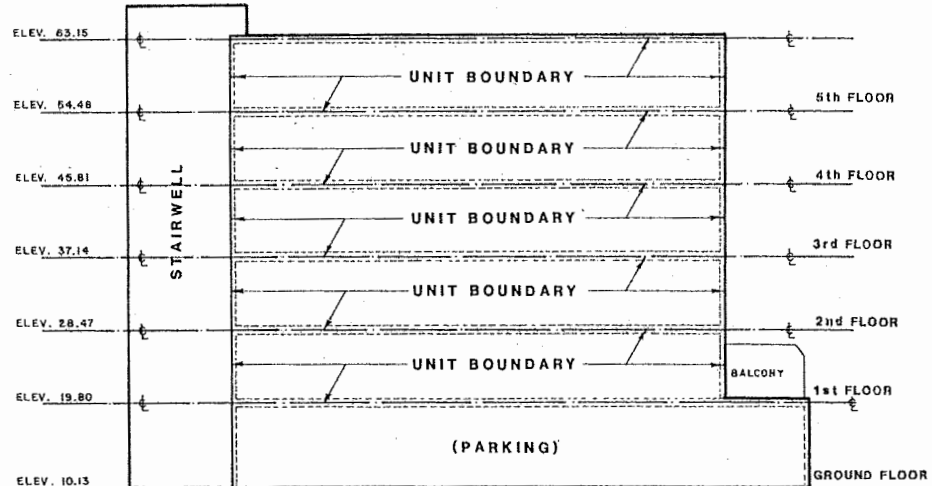 ELEV. 63.15
UNIT BOUNDARY
5th FLOOR
ELEV. 54.48
UNIT BOUNDARY
4th FLOOR
ELEV. 45.81
STAIRWELL
UNIT BOUNDARY
3rd FLOOR
ELEV. 37.14
UNIT BOUNDARY
2nd FLOOR
ELEV. 28.47
UNIT BOUNDARY
BALCONY
1st FLOOR
ELEV. 19.80
(PARKING)
GROUND FLOOR
ELEV. 10.13